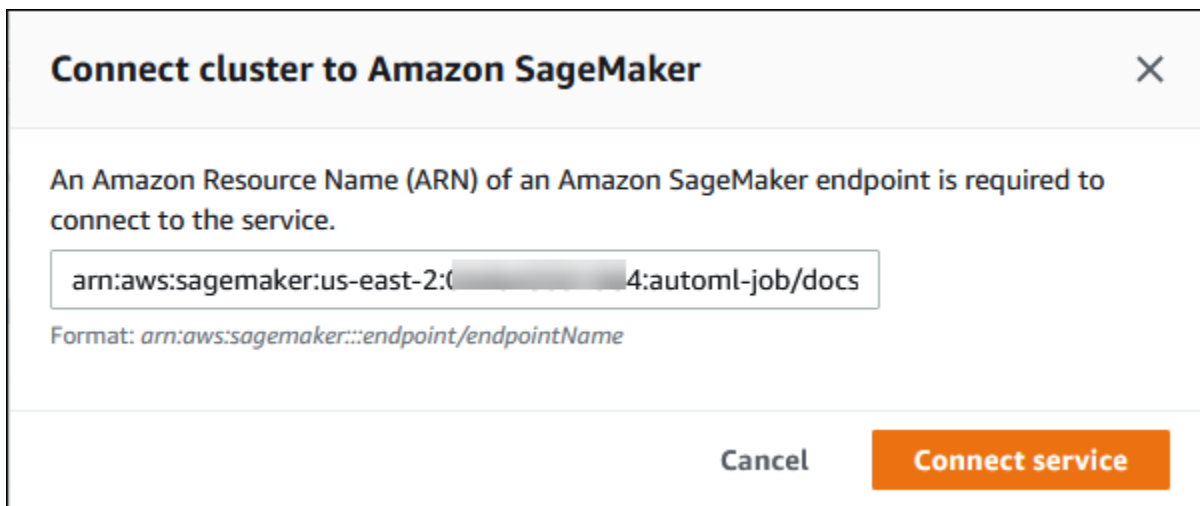 Connect cluster to Amazon SageMaker
An Amazon Resource Name (ARN) of an Amazon SageMaker endpoint is required to
connect to the service.
arn:aws:sagemaker:us-east-2: 4:automl-job/docs
Format: arn:aws:sagemaker:::endpoint/endpointName
Cancel
Connect service